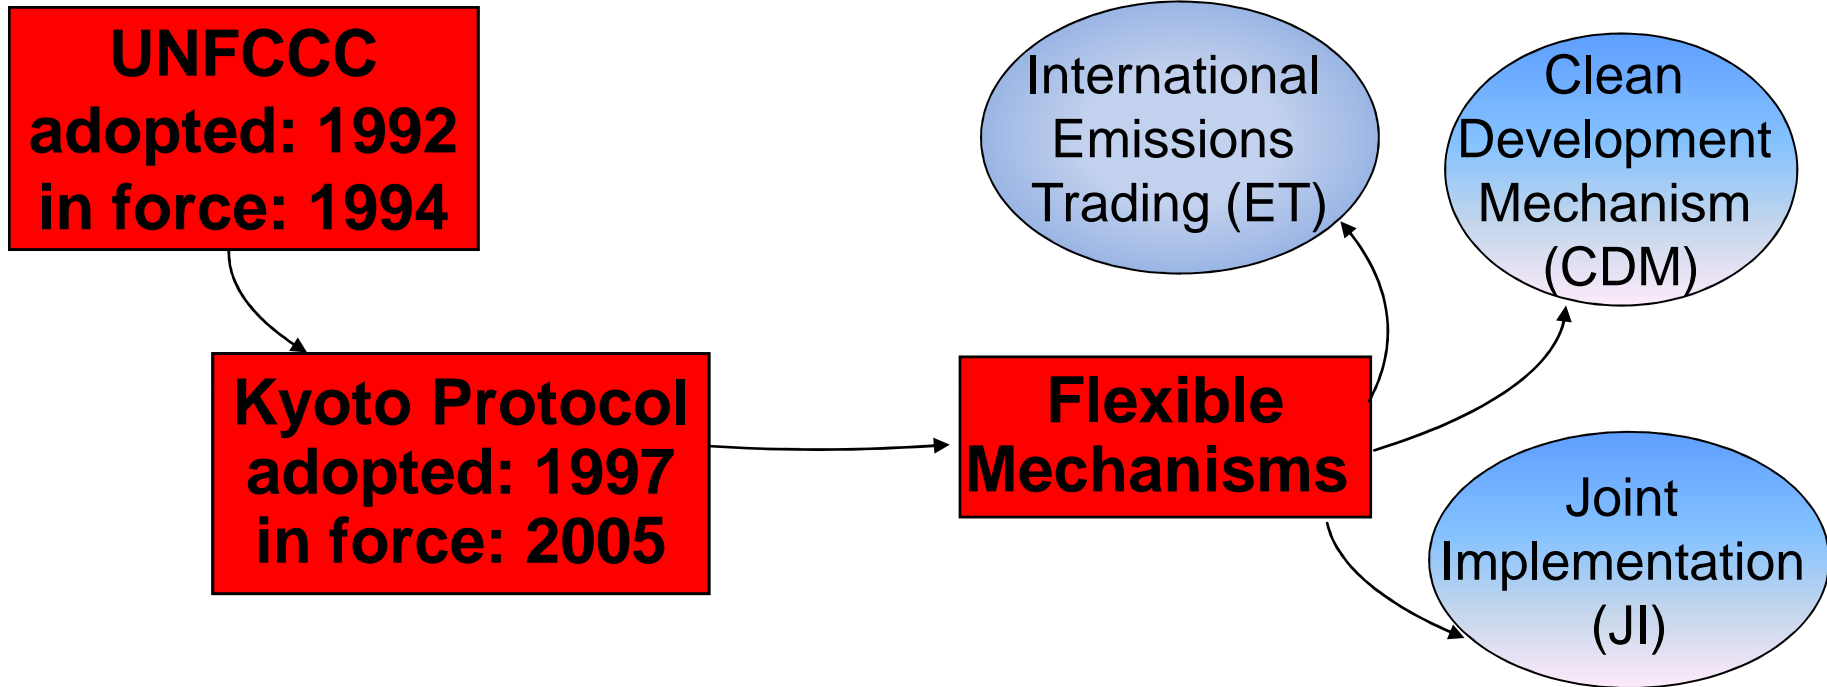 UNFCCC
adopted: 1992
in force: 1994
Kyoto Protocol
adopted: 1997
in force: 2005
Flexible
Mechanisms
International
Emissions
Trading (ET)
Clean
Development
Mechanism
(CDM)
Joint
Implementation
(JI)